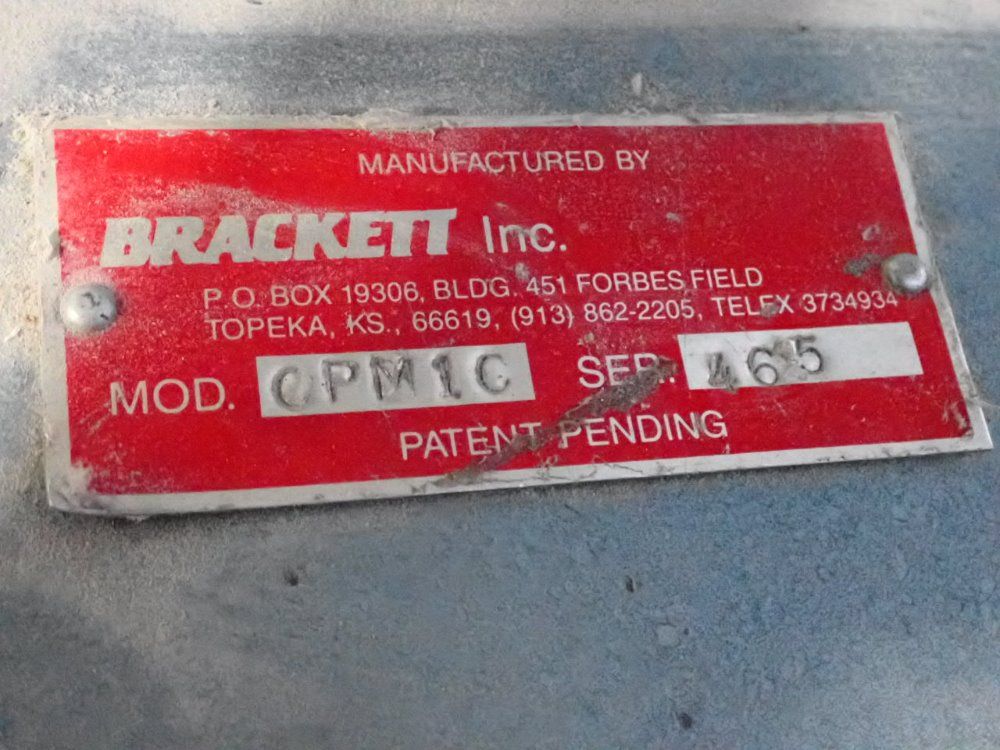 MANUFACTURED BY
BRACKETT Inc.
P.O. BOX 19306, BLDG. 451 FORBES FIELD
TOPEKA, KS., 66619, (913) 862-2205, TELEX 3734934
MOD. CPM1C SER.: 465
PATENT PENDING